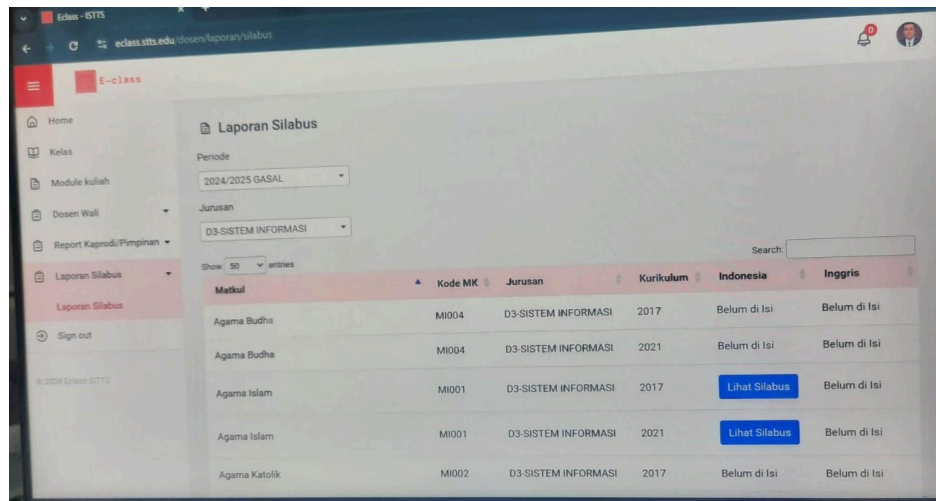 Eclass - ISTTS
eclass.stts.edu/dosen/laporan/silabus
0
E-class
Home
Kelas
Module kuliah
Dosen Wali
Report Kaprodi/Pimpinan
Laporan Silabus
Laporan Silabus
Sign out
© 2024 Eclass ISTTS
Laporan Silabus
Periode
2024/2025 GASAL
Jurusan
D3-SISTEM INFORMASI
Show 50 entries
Search:
Matkul Kode MK Jurusan Kurikulum Indonesia Inggris
Agama Budha MI004 D3-SISTEM INFORMASI 2017 Belum di Isi Belum di Isi
Agama Budha MI004 D3-SISTEM INFORMASI 2021 Belum di Isi Belum di Isi
Agama Islam MI001 D3-SISTEM INFORMASI 2017 Lihat Silabus Belum di Isi
Agama Islam MI001 D3-SISTEM INFORMASI 2021 Lihat Silabus Belum di Isi
Agama Katolik MI002 D3-SISTEM INFORMASI 2017 Belum di Isi Belum di Isi